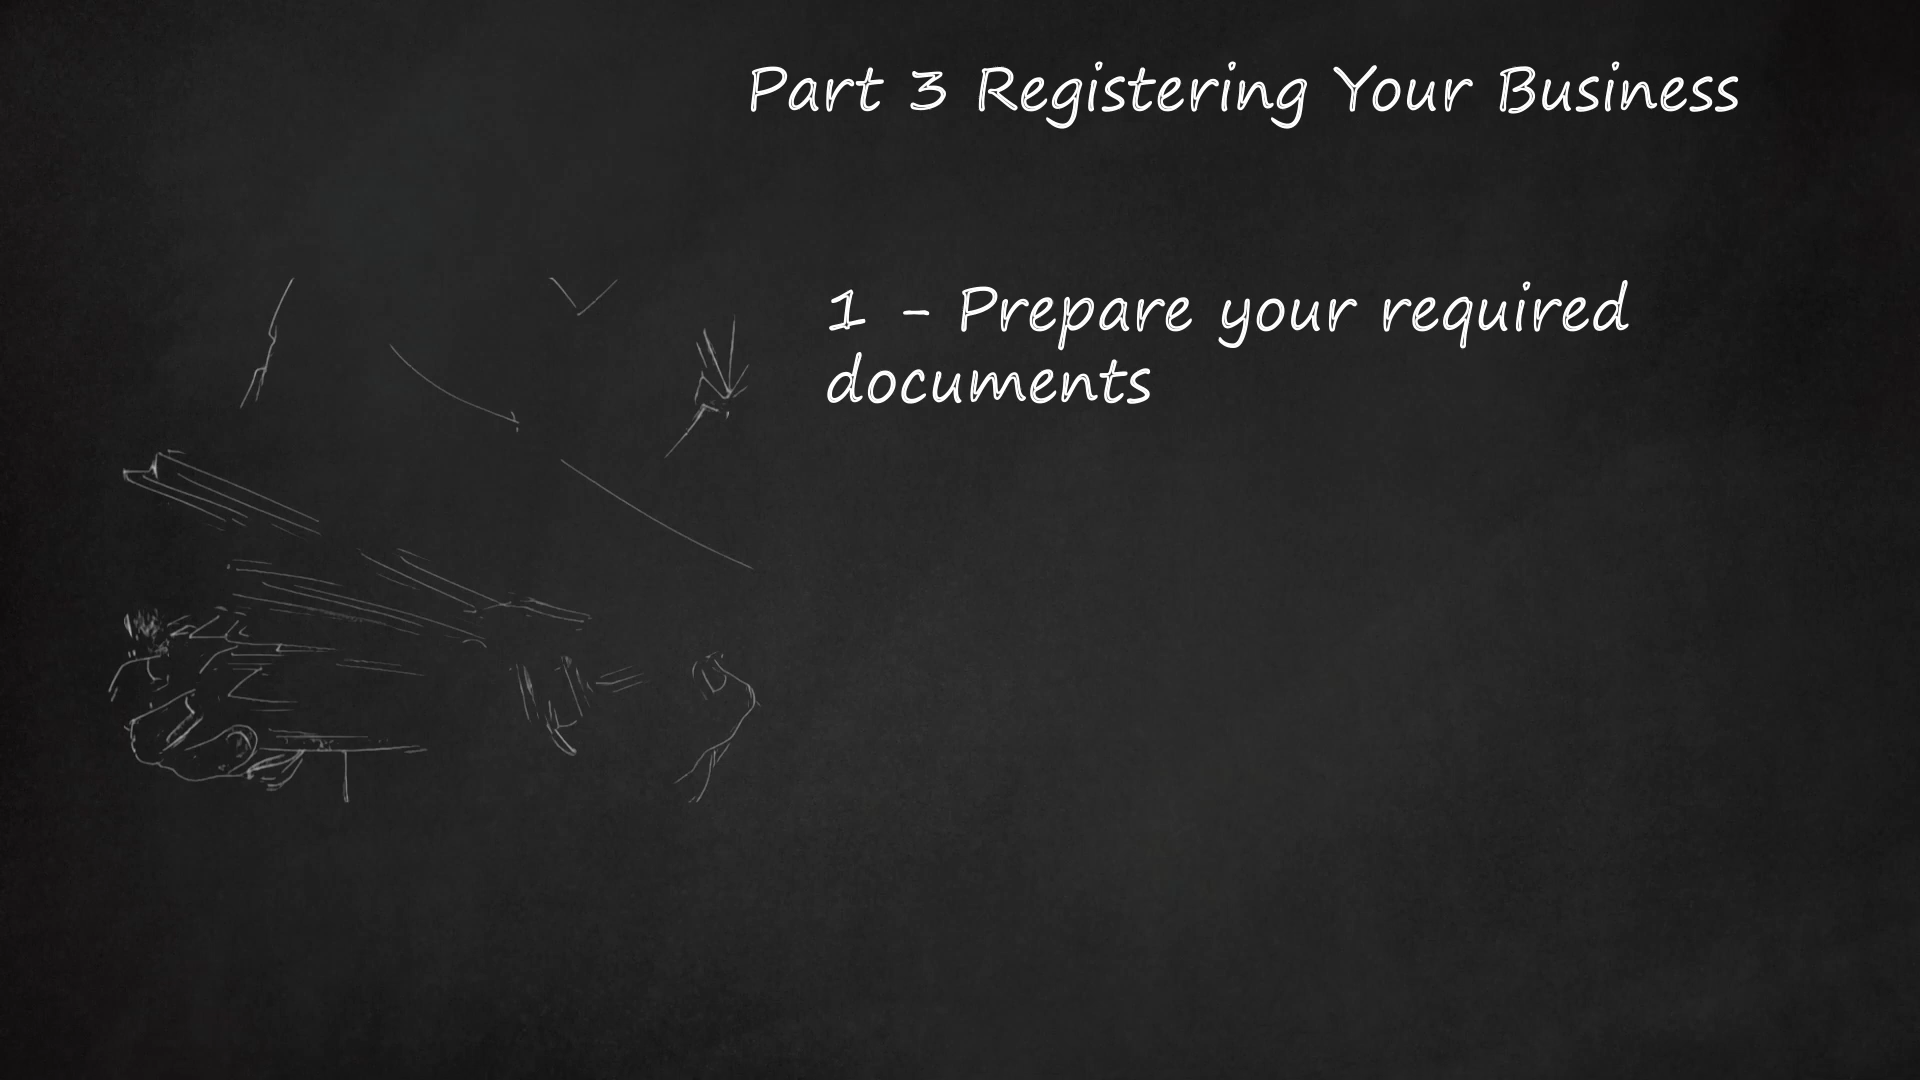 Part 3 Registering Your Business
1 - Prepare your required
documents